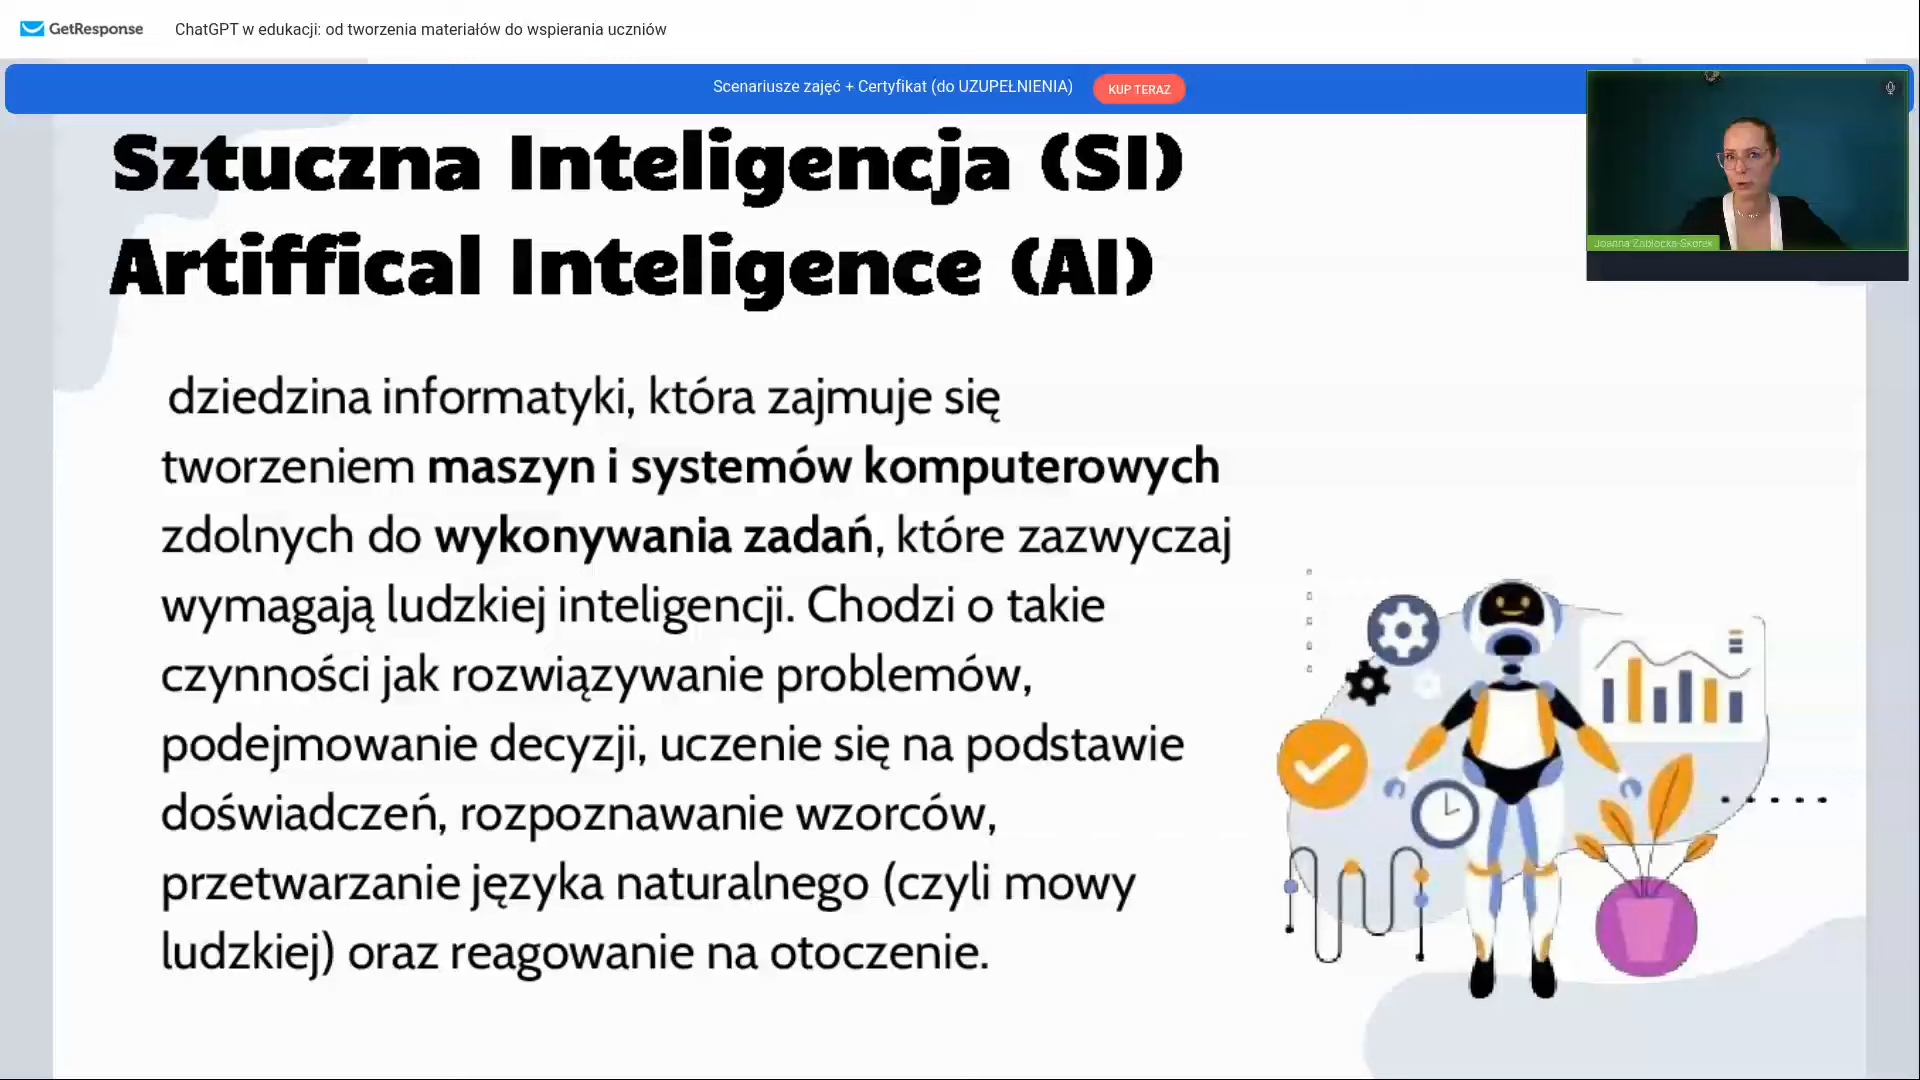 GetResponse
ChatGPT w edukacji: od tworzenia materiałów do wspierania uczniów
Scenariusze zajęć + Certyfikat (do UZUPEŁNIENIA)
KUP TERAZ
Joanna Zabłocka-Skorek
Sztuczna Inteligencja (SI)
Artiffical Inteligence (AI)
dziedzina informatyki, która zajmuje się
tworzeniem maszyn i systemów komputerowych
zdolnych do wykonywania zadań, które zazwyczaj
wymagają ludzkiej inteligencji. Chodzi o takie
czynności jak rozwiązywanie problemów,
podejmowanie decyzji, uczenie się na podstawie
doświadczeń, rozpoznawanie wzorców,
przetwarzanie języka naturalnego (czyli mowy
ludzkiej) oraz reagowanie na otoczenie.